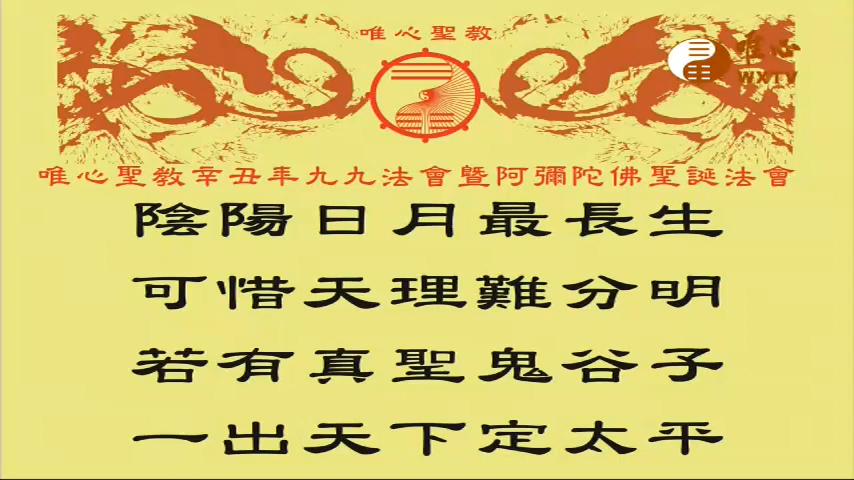 唯心聖教
唯心
WXTV
唯心聖教辛丑年九九法會暨阿彌陀佛聖誕法會
陰陽日月最長生
可惜天理難分明
若有真聖鬼谷子
一出天下定太平